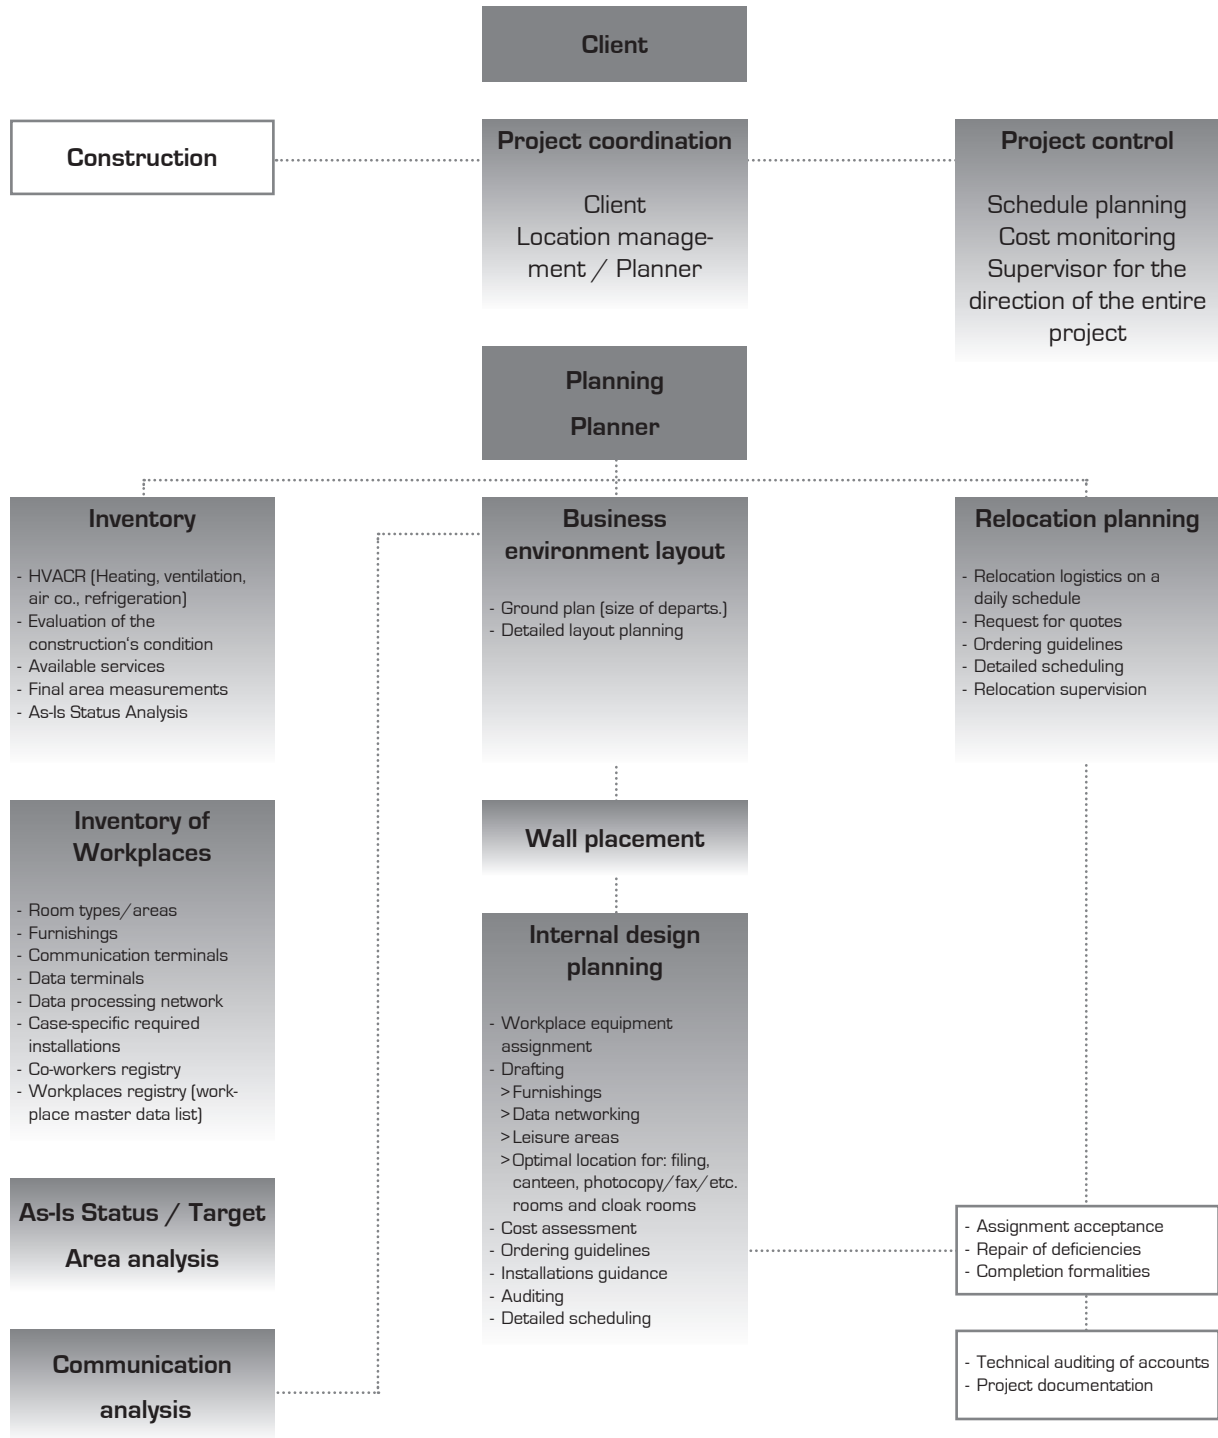 Client
Construction
Project coordination
Client
Location manage-
ment / Planner
Project control
Schedule planning
Cost monitoring
Supervisor for the
direction of the entire
project
Planning
Planner
Inventory
- HVACR (Heating, ventilation,
air co., refrigeration)
- Evaluation of the
construction‘s condition
- Available services
- Final area measurements
- As-Is Status Analysis
Business
environment layout
- Ground plan (size of departs.)
- Detailed layout planning
Relocation planning
- Relocation logistics on a
daily schedule
- Request for quotes
- Ordering guidelines
- Detailed scheduling
- Relocation supervision
Inventory of
Workplaces
- Room types/areas
- Furnishings
- Communication terminals
- Data terminals
- Data processing network
- Case-specific required
installations
- Co-workers registry
- Workplaces registry (work-
place master data list)
Wall placement
Internal design
planning
- Workplace equipment
assignment
- Drafting
> Furnishings
> Data networking
> Leisure areas
> Optimal location for: filing,
canteen, photocopy/fax/etc.
rooms and cloak rooms
- Cost assessment
- Ordering guidelines
- Installations guidance
- Auditing
- Detailed scheduling
As-Is Status / Target
Area analysis
Communication
analysis
- Assignment acceptance
- Repair of deficiencies
- Completion formalities
- Technical auditing of accounts
- Project documentation